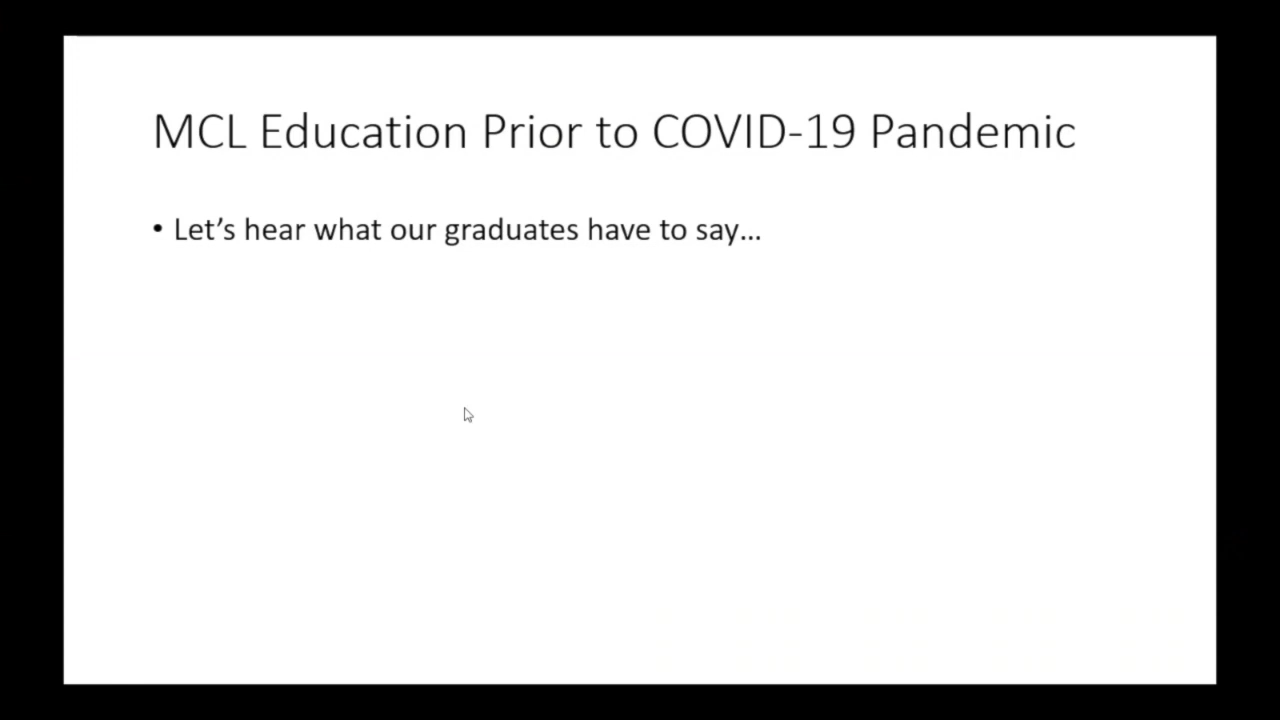 MCL Education Prior to COVID-19 Pandemic
• Let’s hear what our graduates have to say…